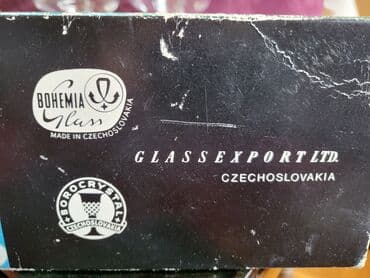 BOHEMIA
Glass
MADE IN CZECHOSLOVAKIA
GLASSEXPORT LTD.
CZECHOSLOVAKIA
BOROCRYSTAL
CZECHOSLOVAKIA